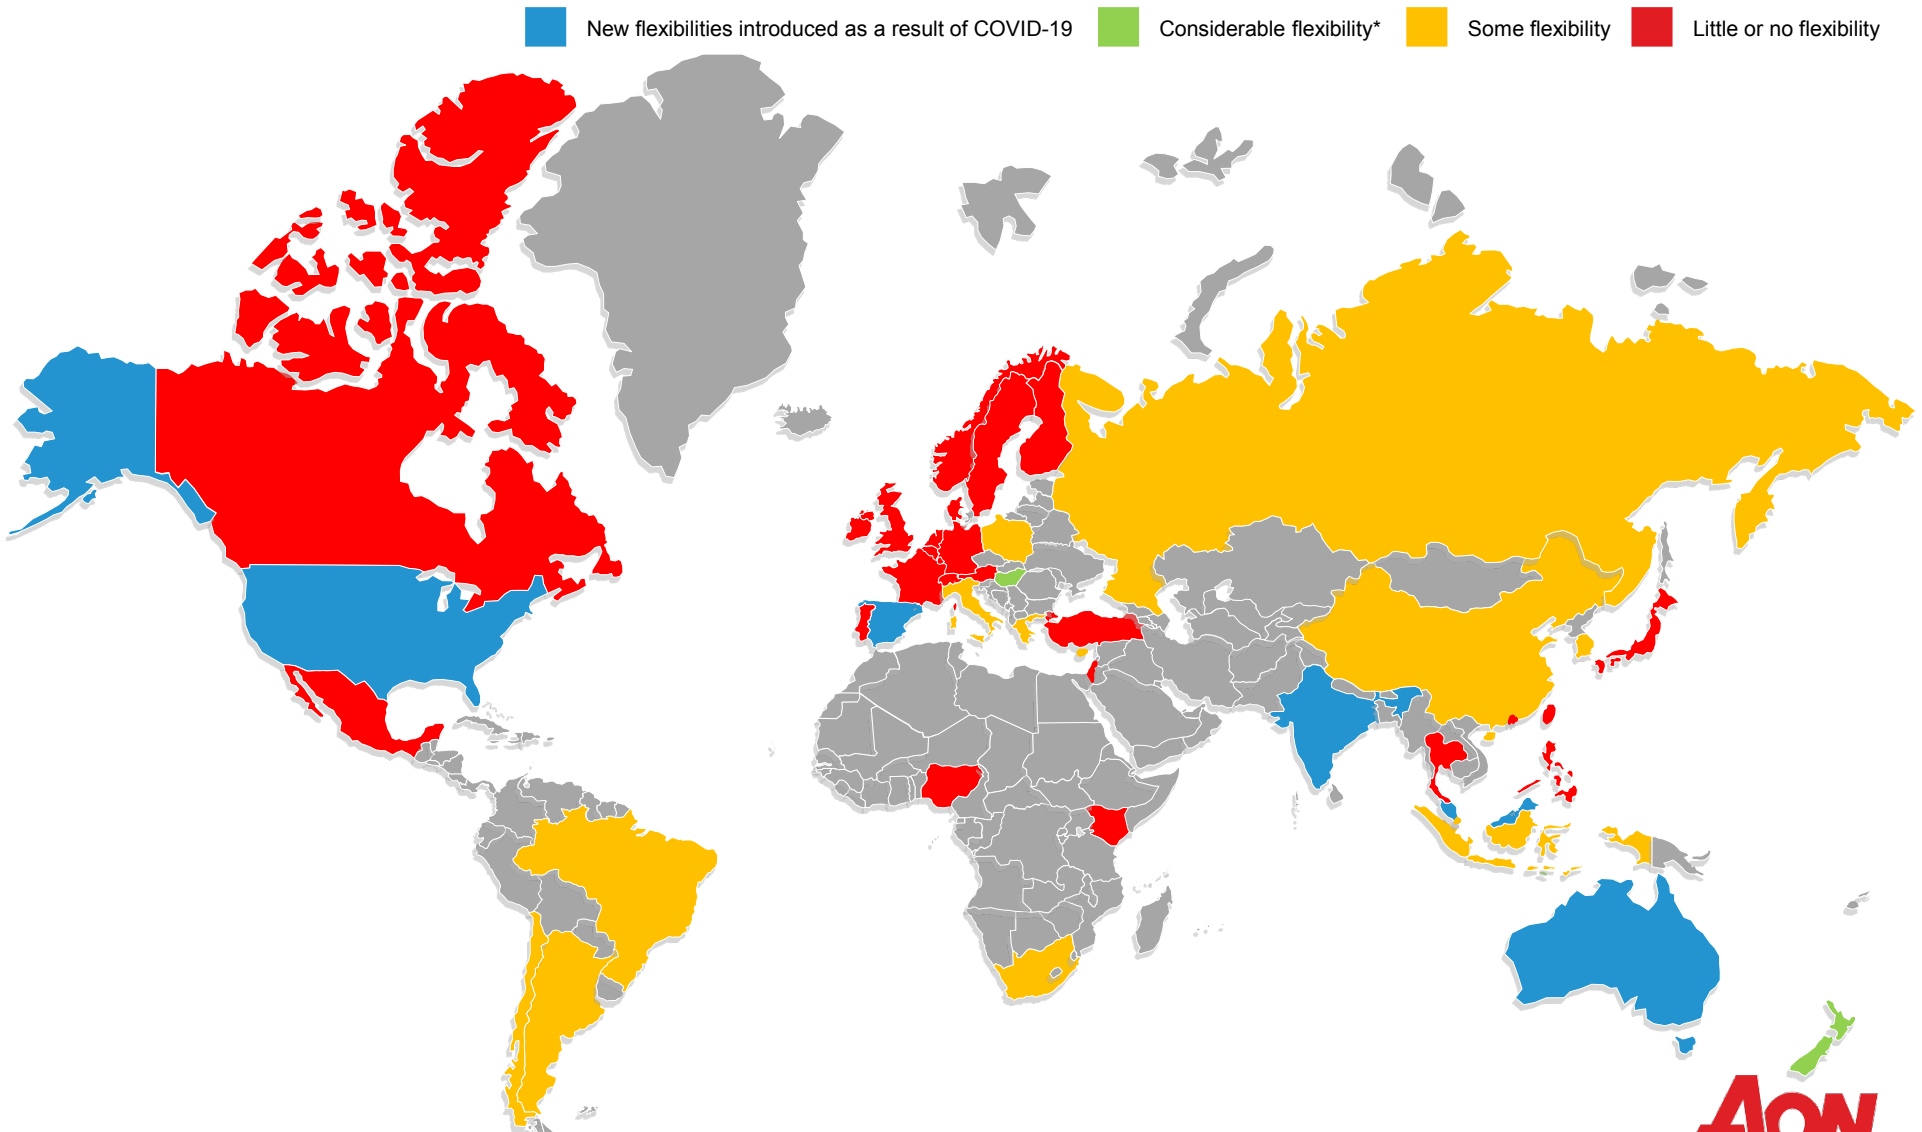 New flexibilities introduced as a result of COVID-19
Considerable flexibility*
Some flexibility
Little or no flexibility
AON